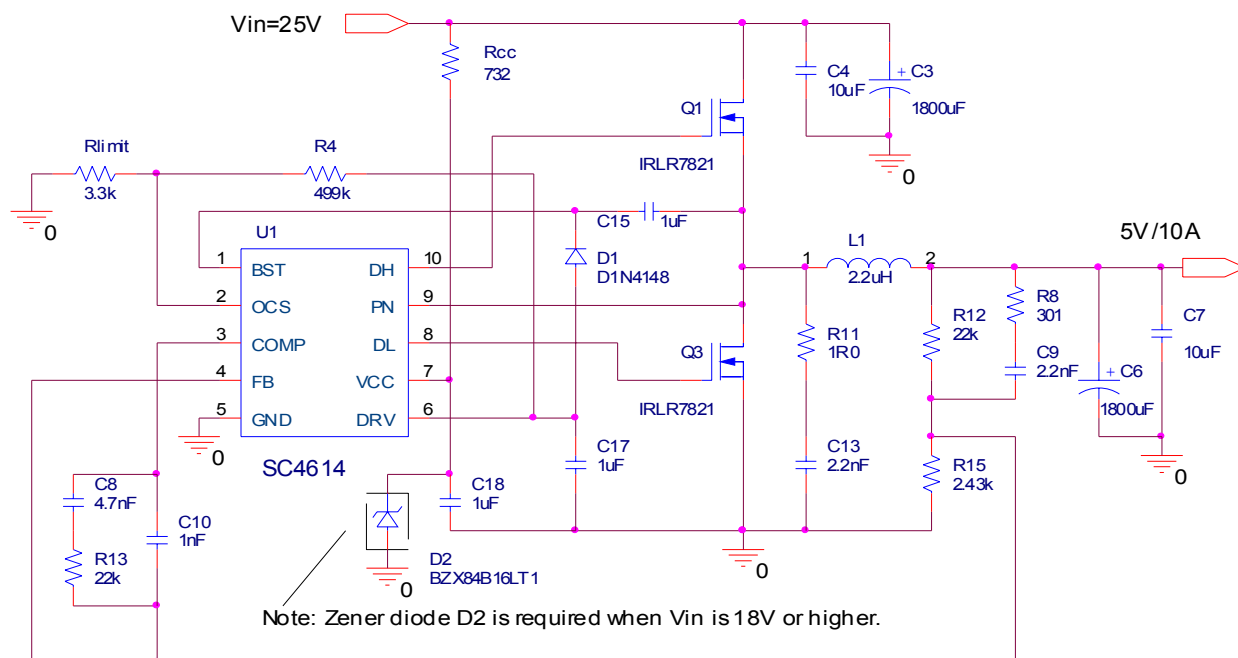 Vin=25V
Rcc
732
C4
10uF
C3
1800uF
Q1
IRLR7821
0
Rlimit
3.3k
R4
499k
0
C15
1uF
D1
D1N4148
U1
1 BST DH 10
2 OCS PN 9
3 COMP DL 8
4 FB VCC 7
5 GND DRV 6
SC4614
0
5V/10A
1 L1 2
2.2uH
R11
1R0
R12
22k
R8
301
C9
2.2nF
C6
1800uF
C7
10uF
0
Q3
IRLR7821
C17
1uF
C13
2.2nF
R15
2.43k
C8
4.7nF
C10
1nF
R13
22k
C18
1uF
D2
BZX84B16LT1
0
0
Note: Zener diode D2 is required when Vin is 18V or higher.